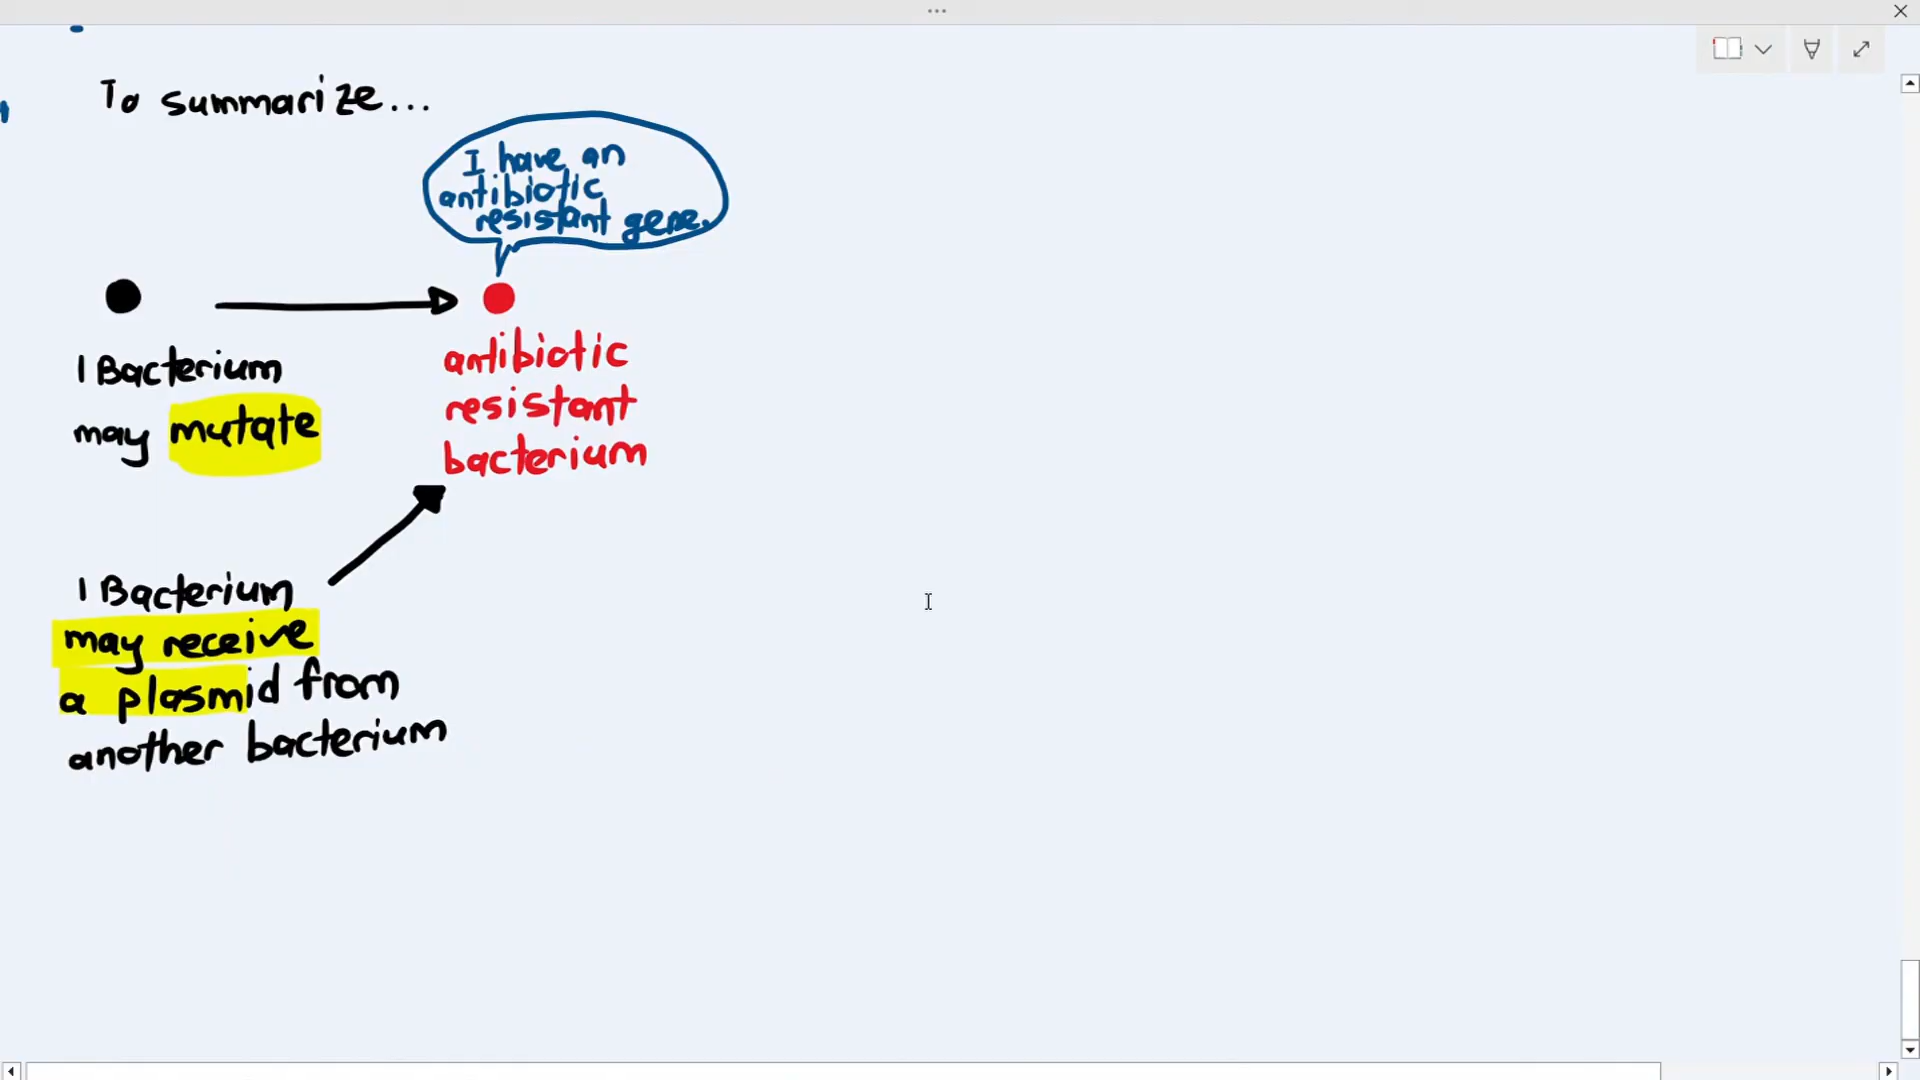 To summarize...
I have an
antibiotic
resistant gene.
1 Bacterium
may mutate
antibiotic
resistant
bacterium
1 Bacterium
may receive
a plasmid from
another bacterium